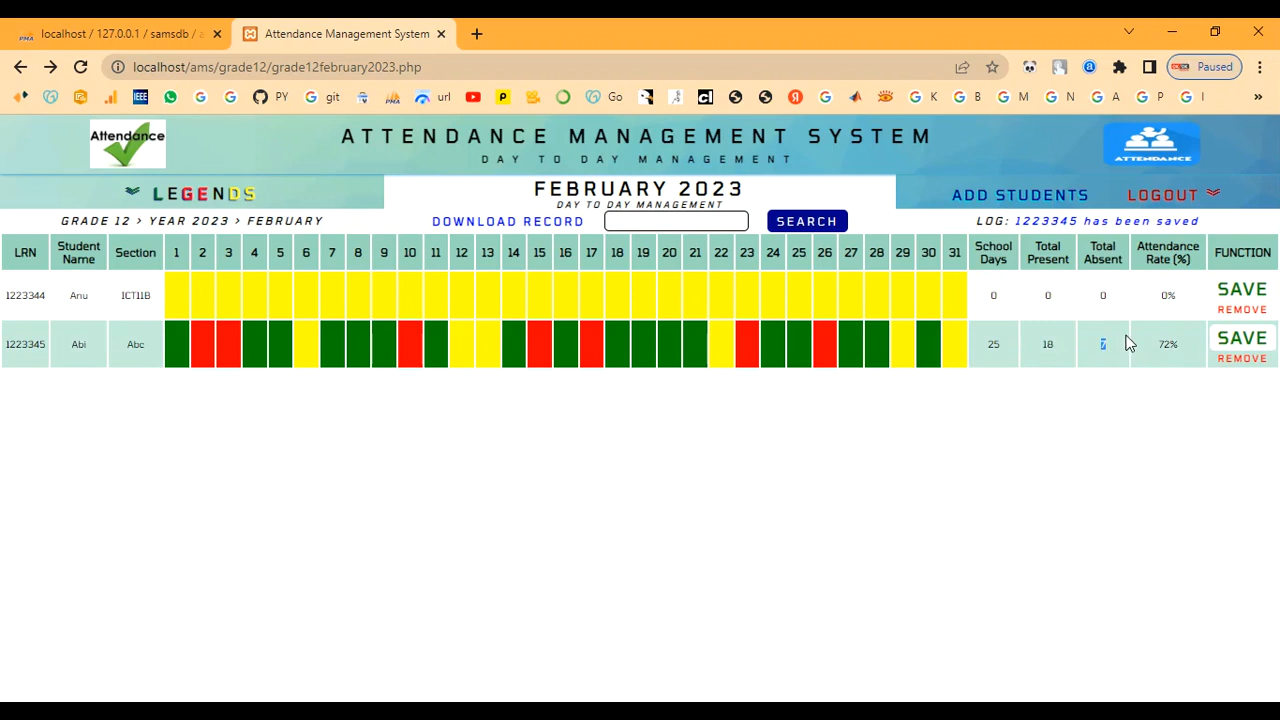 localhost / 127.0.0.1 / samsdb / a
Attendance Management System
localhost/ams/grade12/grade12february2023.php
Paused
IEEE PY git PMA url P Go CI K B M N A P I »
Attendance
ATTENDANCE MANAGEMENT SYSTEM
DAY TO DAY MANAGEMENT
ATTENDANCE
LEGENDS
FEBRUARY 2023
DAY TO DAY MANAGEMENT
ADD STUDENTS LOGOUT
GRADE 12 > YEAR 2023 > FEBRUARY
DOWNLOAD RECORD SEARCH
LOG: 1223345 has been saved
LRN Student Name Section 1 2 3 4 5 6 7 8 9 10 11 12 13 14 15 16 17 18 19 20 21 22 23 24 25 26 27 28 29 30 31 School Days Total Present Total Absent Attendance Rate (%) FUNCTION
1223344 Anu ICT11B 0 0 0 0% SAVE
REMOVE
1223345 Abi Abc 25 18 7 72% SAVE
REMOVE